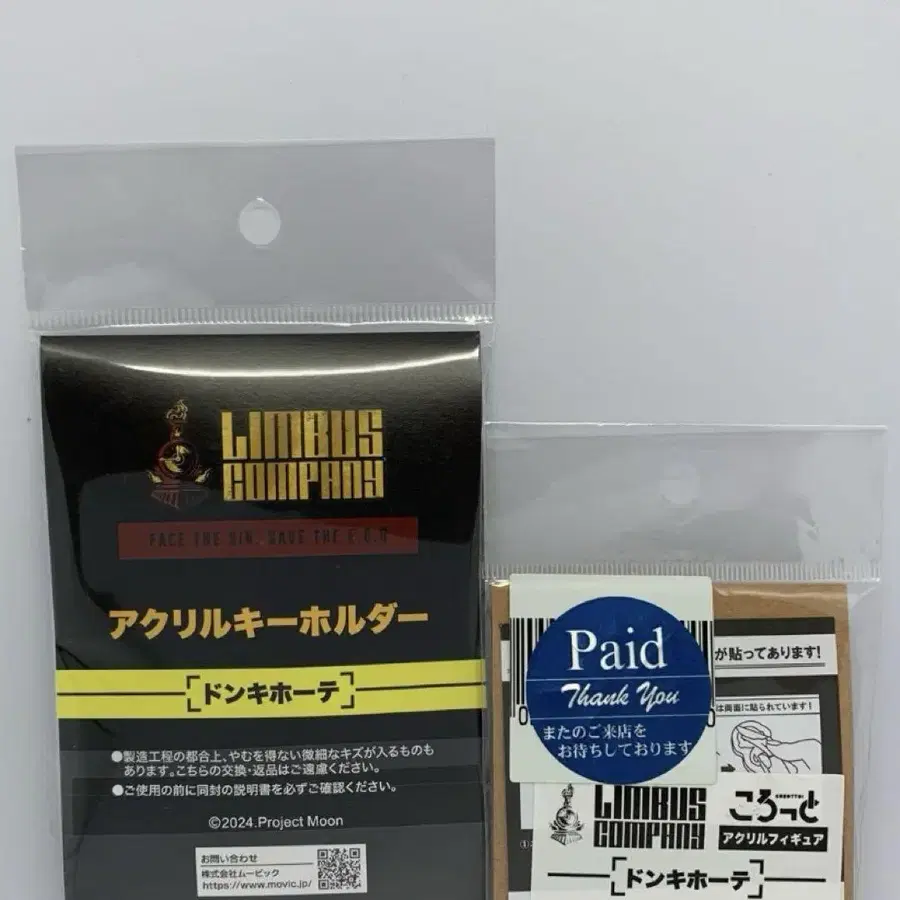 LIMBUS
COMPANY
FACE THE SIN, SAVE THE E.G.O
アクリルキーホルダー
ドンキホーテ
●製造工程の都合上、やむを得ない微細なキズが入るものも
あります。こちらの交換・返品はご遠慮ください。
●ご使用の前に同封の説明書を必ずご確認ください。
©2024.Project Moon
お問い合わせ
株式会社ムービック
https://www.movic.jp/
Paid
Thank You
またのご来店を
お待ちしております
が貼ってあります!
は両面に貼られています!
LIMBUS
COMPANY
ころっと
アクリルフィギュア
ドンキホーテ